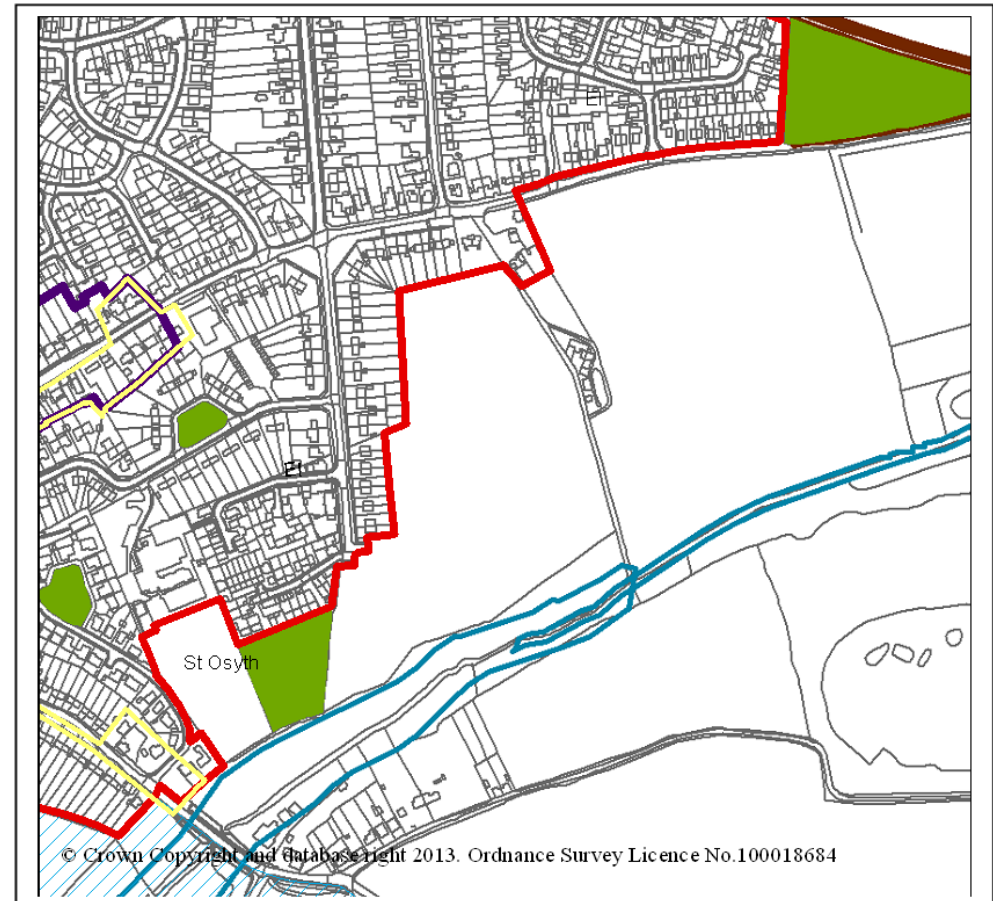 El
El
St Osyth
© Crown Copyright and database right 2013. Ordnance Survey Licence No.100018684